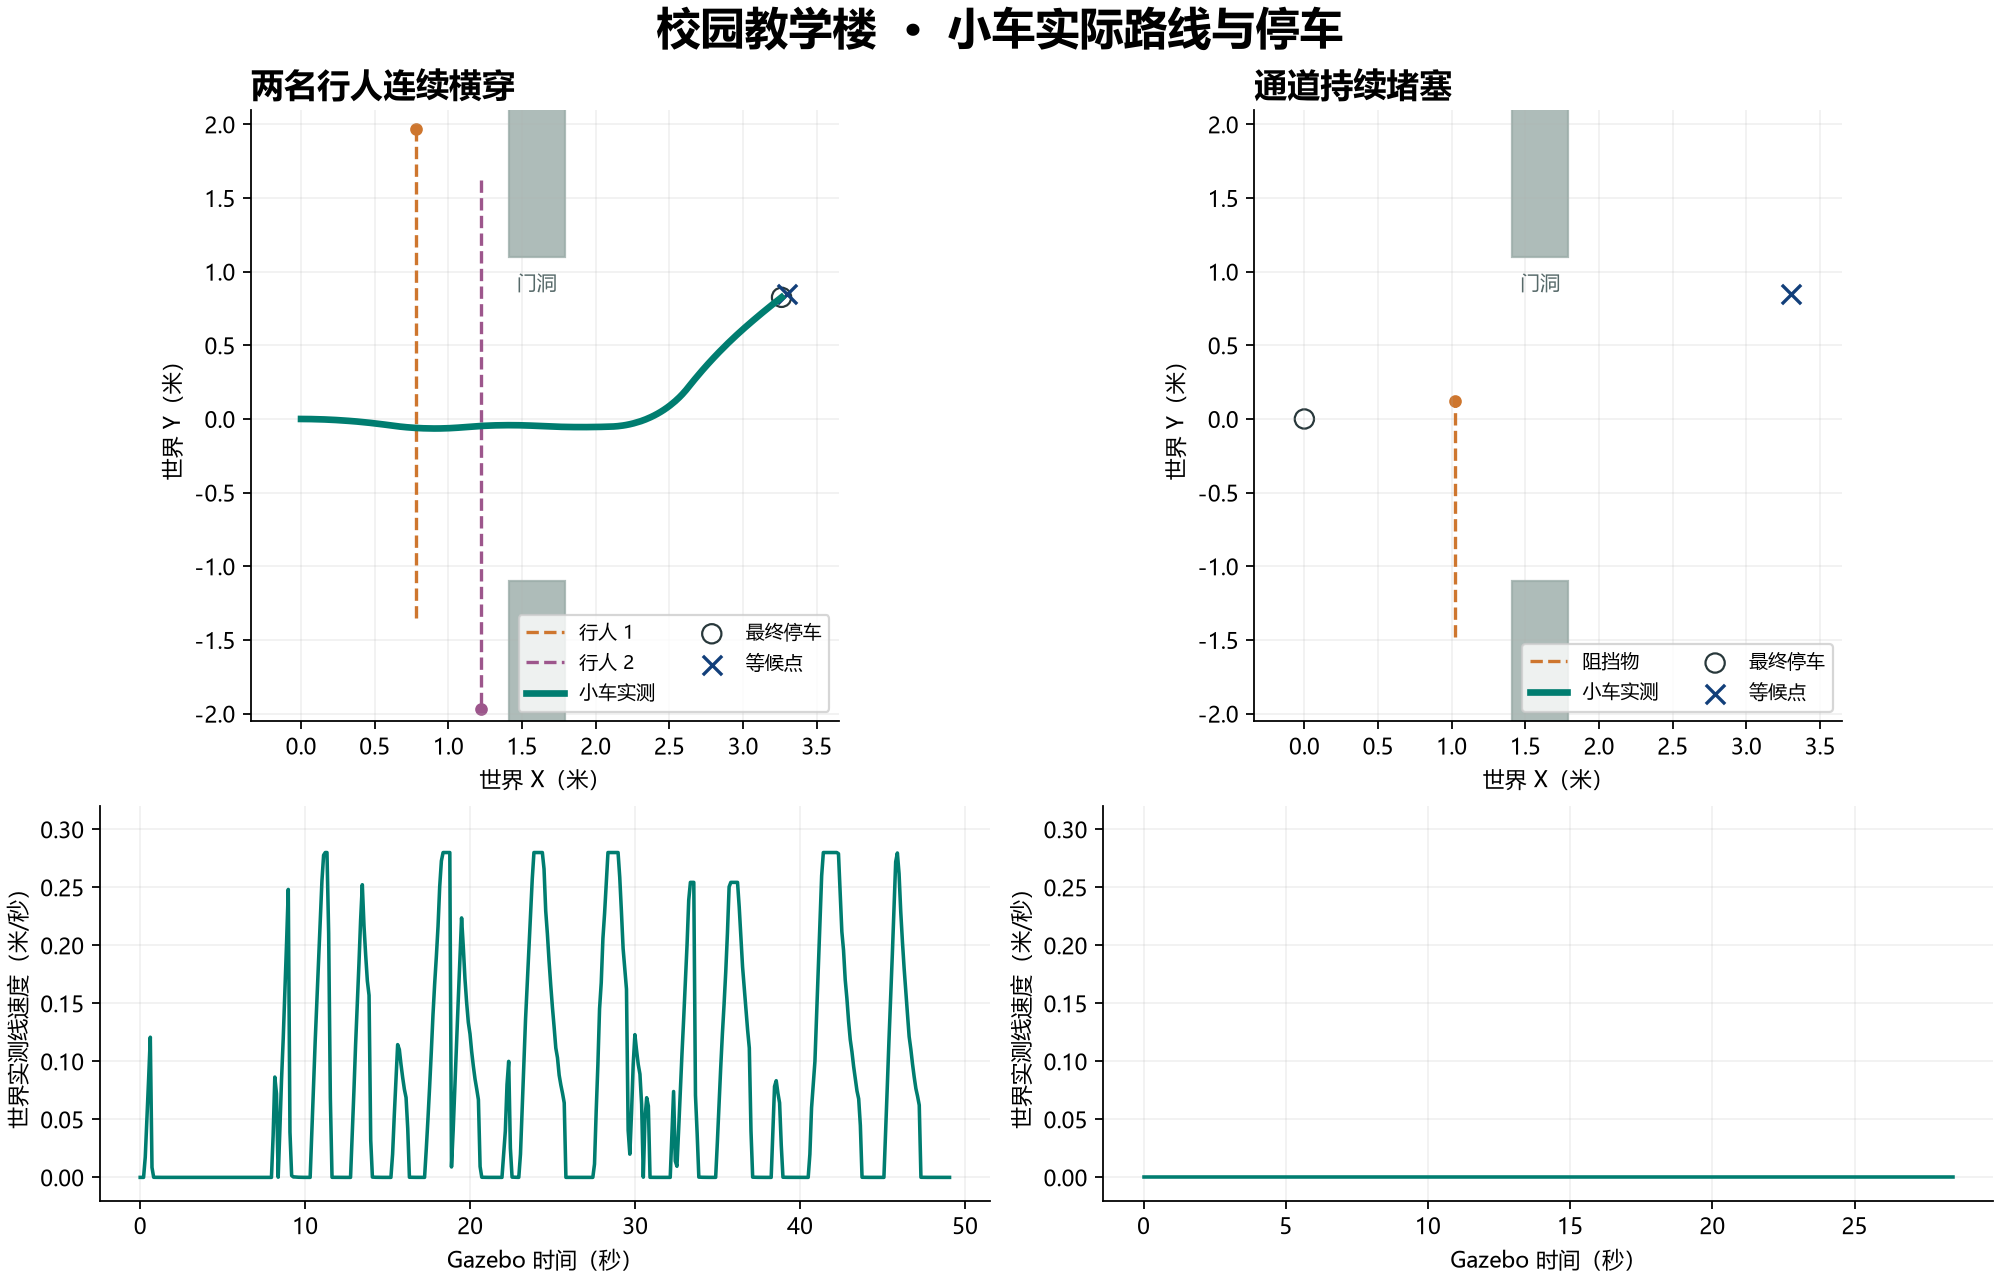 校园教学楼 • 小车实际路线与停车
两名行人连续横穿
2.0
1.5
1.0
0.5
0.0
-0.5
-1.0
-1.5
-2.0
世界 Y（米）
门洞
行人 1
行人 2
小车实测
最终停车
等候点
0.0 0.5 1.0 1.5 2.0 2.5 3.0 3.5
世界 X（米）
通道持续堵塞
2.0
1.5
1.0
0.5
0.0
-0.5
-1.0
-1.5
-2.0
世界 Y（米）
门洞
阻挡物
小车实测
最终停车
等候点
0.0 0.5 1.0 1.5 2.0 2.5 3.0 3.5
世界 X（米）
0.30
0.25
0.20
0.15
0.10
0.05
0.00
世界实测线速度（米/秒）
0 10 20 30 40 50
Gazebo 时间（秒）
0.30
0.25
0.20
0.15
0.10
0.05
0.00
世界实测线速度（米/秒）
0 5 10 15 20 25
Gazebo 时间（秒）